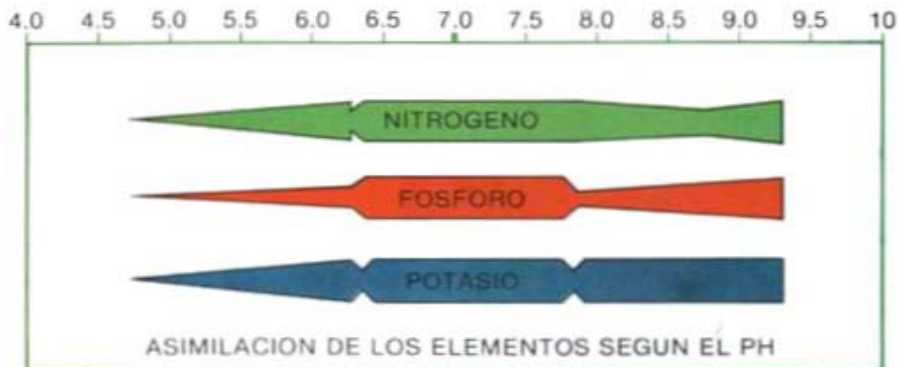 4.0 4.5 5.0 5.5 6.0 6.5 7.0 7.5 8.0 8.5 9.0 9.5 10
NITROGENO
FOSFORO
POTASIO
ASIMILACION DE LOS ELEMENTOS SEGUN EL PH